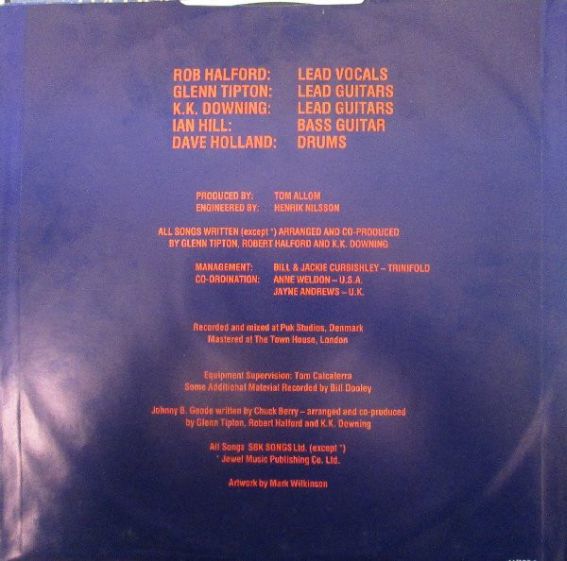 ROB HALFORD: LEAD VOCALS
GLENN TIPTON: LEAD GUITARS
K.K. DOWNING: LEAD GUITARS
IAN HILL: BASS GUITAR
DAVE HOLLAND: DRUMS
PRODUCED BY: TOM ALLOM
ENGINEERED BY: HENRIK NILSSON
ALL SONGS WRITTEN (except *) ARRANGED AND CO-PRODUCED
BY GLENN TIPTON, ROBERT HALFORD AND K.K. DOWNING
MANAGEMENT: BILL & JACKIE CURBISHLEY – TRINIFOLD
CO-ORDINATION: ANNE WELDON – U.S.A.
JAYNE ANDREWS – U.K.
Recorded and mixed at Puk Studios, Denmark
Mastered at The Town House, London
Equipment Supervision: Tom Calcaterra
Some Additional Material Recorded by Bill Dooley
Johnny B. Goode written by Chuck Berry – arranged and co-produced
by Glenn Tipton, Robert Halford and K.K. Downing
All Songs SBK SONGS Ltd. (except *)
* Jewel Music Publishing Co. Ltd.
Artwork by Mark Wilkinson